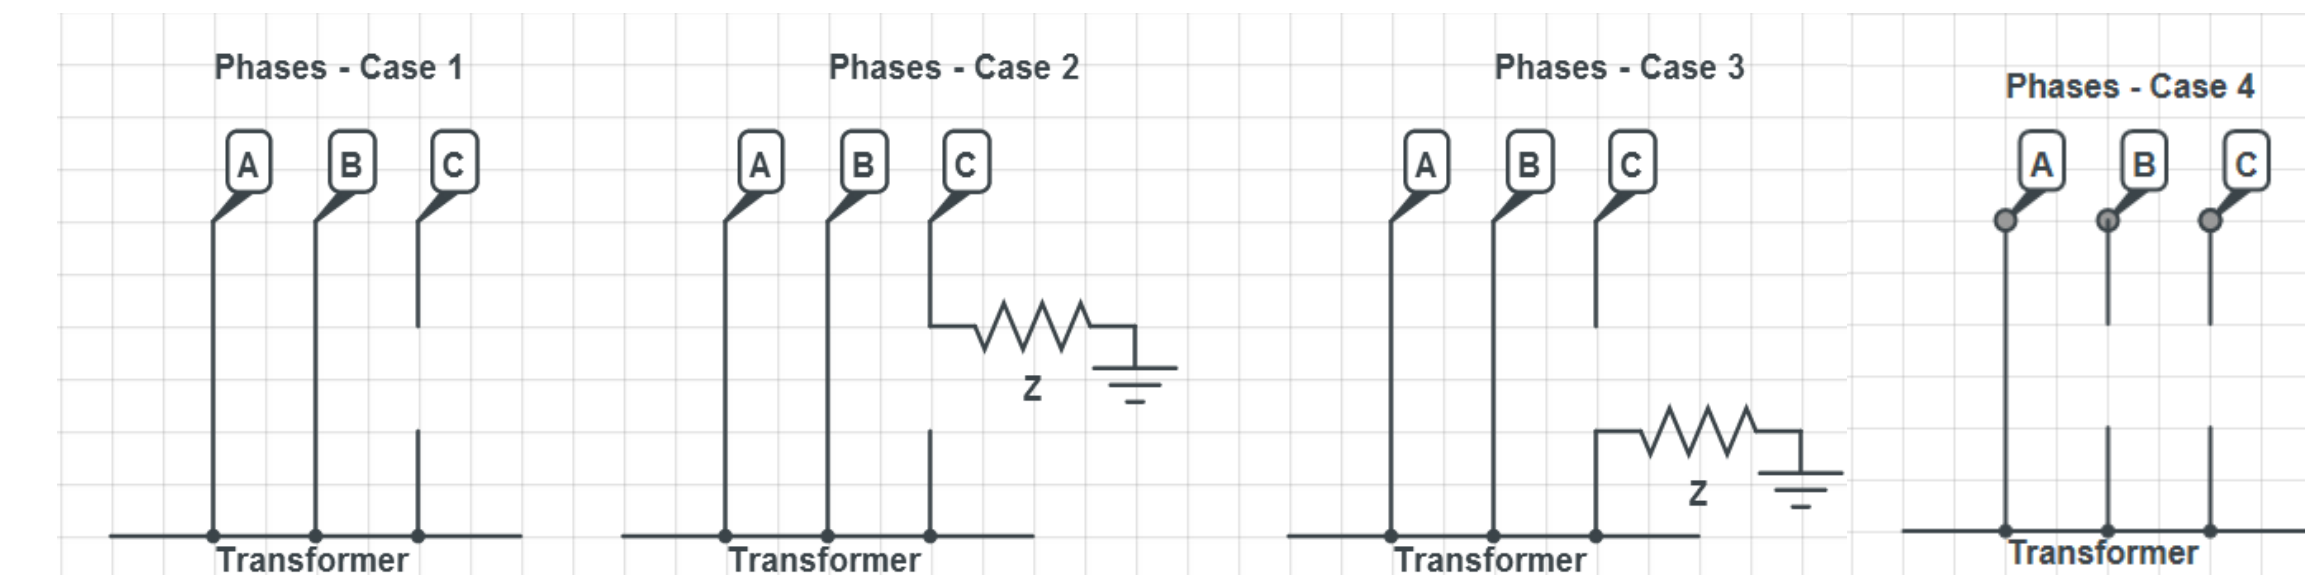 Phases - Case 1
A B C
Transformer
Phases - Case 2
A B C
Z
Transformer
Phases - Case 3
A B C
Z
Transformer
Phases - Case 4
A B C
Transformer